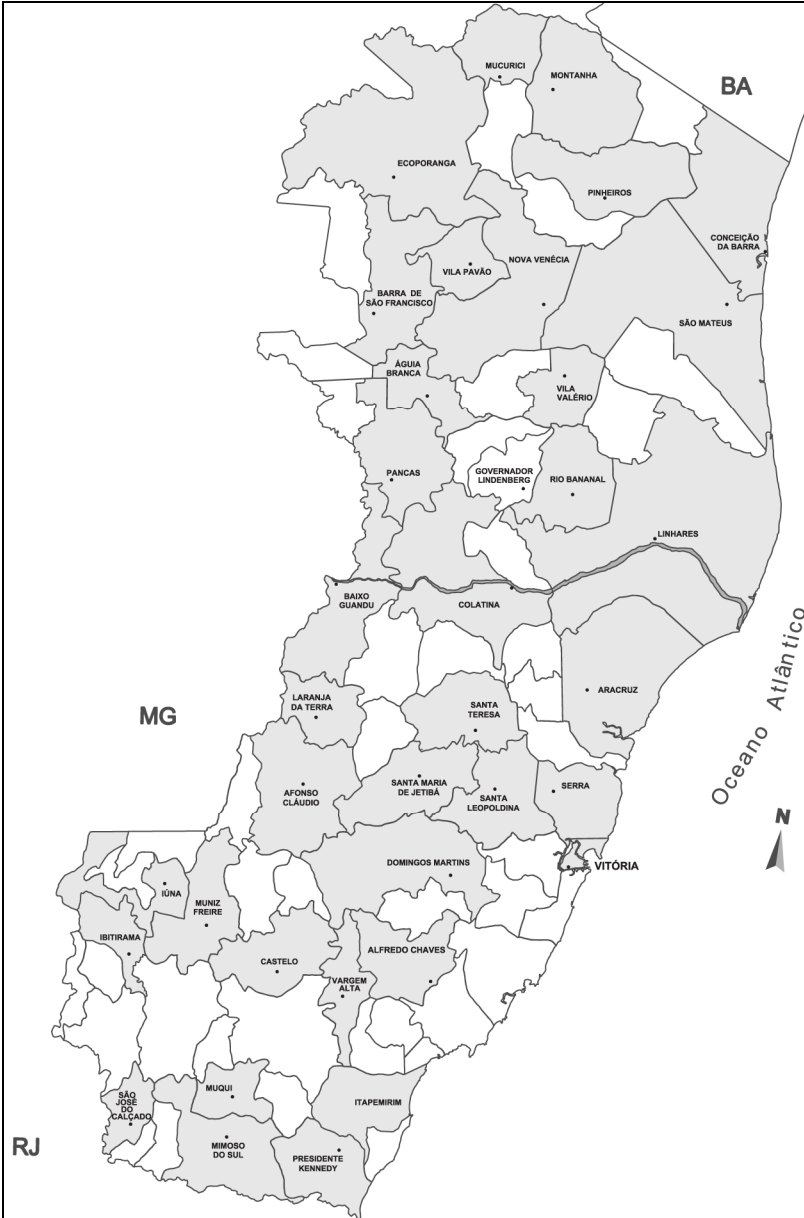 MUCURICI
MONTANHA
BA
ECOPORANGA
PINHEIROS
CONCEIÇÃO
DA BARRA
NOVA VENÉCIA
VILA PAVÃO
BARRA DE
SÃO FRANCISCO
SÃO MATEUS
ÁGUIA
BRANCA
VILA
VALÉRIO
PANCAS
GOVERNADOR
LINDENBERG
RIO BANANAL
LINHARES
BAIXO
GUANDU
COLATINA
LARANJA
DA TERRA
SANTA
TERESA
ARACRUZ
MG
Oceano Atlântico
AFONSO
CLÁUDIO
SANTA MARIA
DE JETIBÁ
SANTA
LEOPOLDINA
SERRA
N
DOMINGOS MARTINS
VITÓRIA
IÚNA
MUNIZ
FREIRE
IBITIRAMA
CASTELO
ALFREDO CHAVES
VARGEM
ALTA
SÃO
JOSÉ
DO
CALÇADO
MUQUI
ITAPEMIRIM
RJ
MIMOSO
DO SUL
PRESIDENTE
KENNEDY